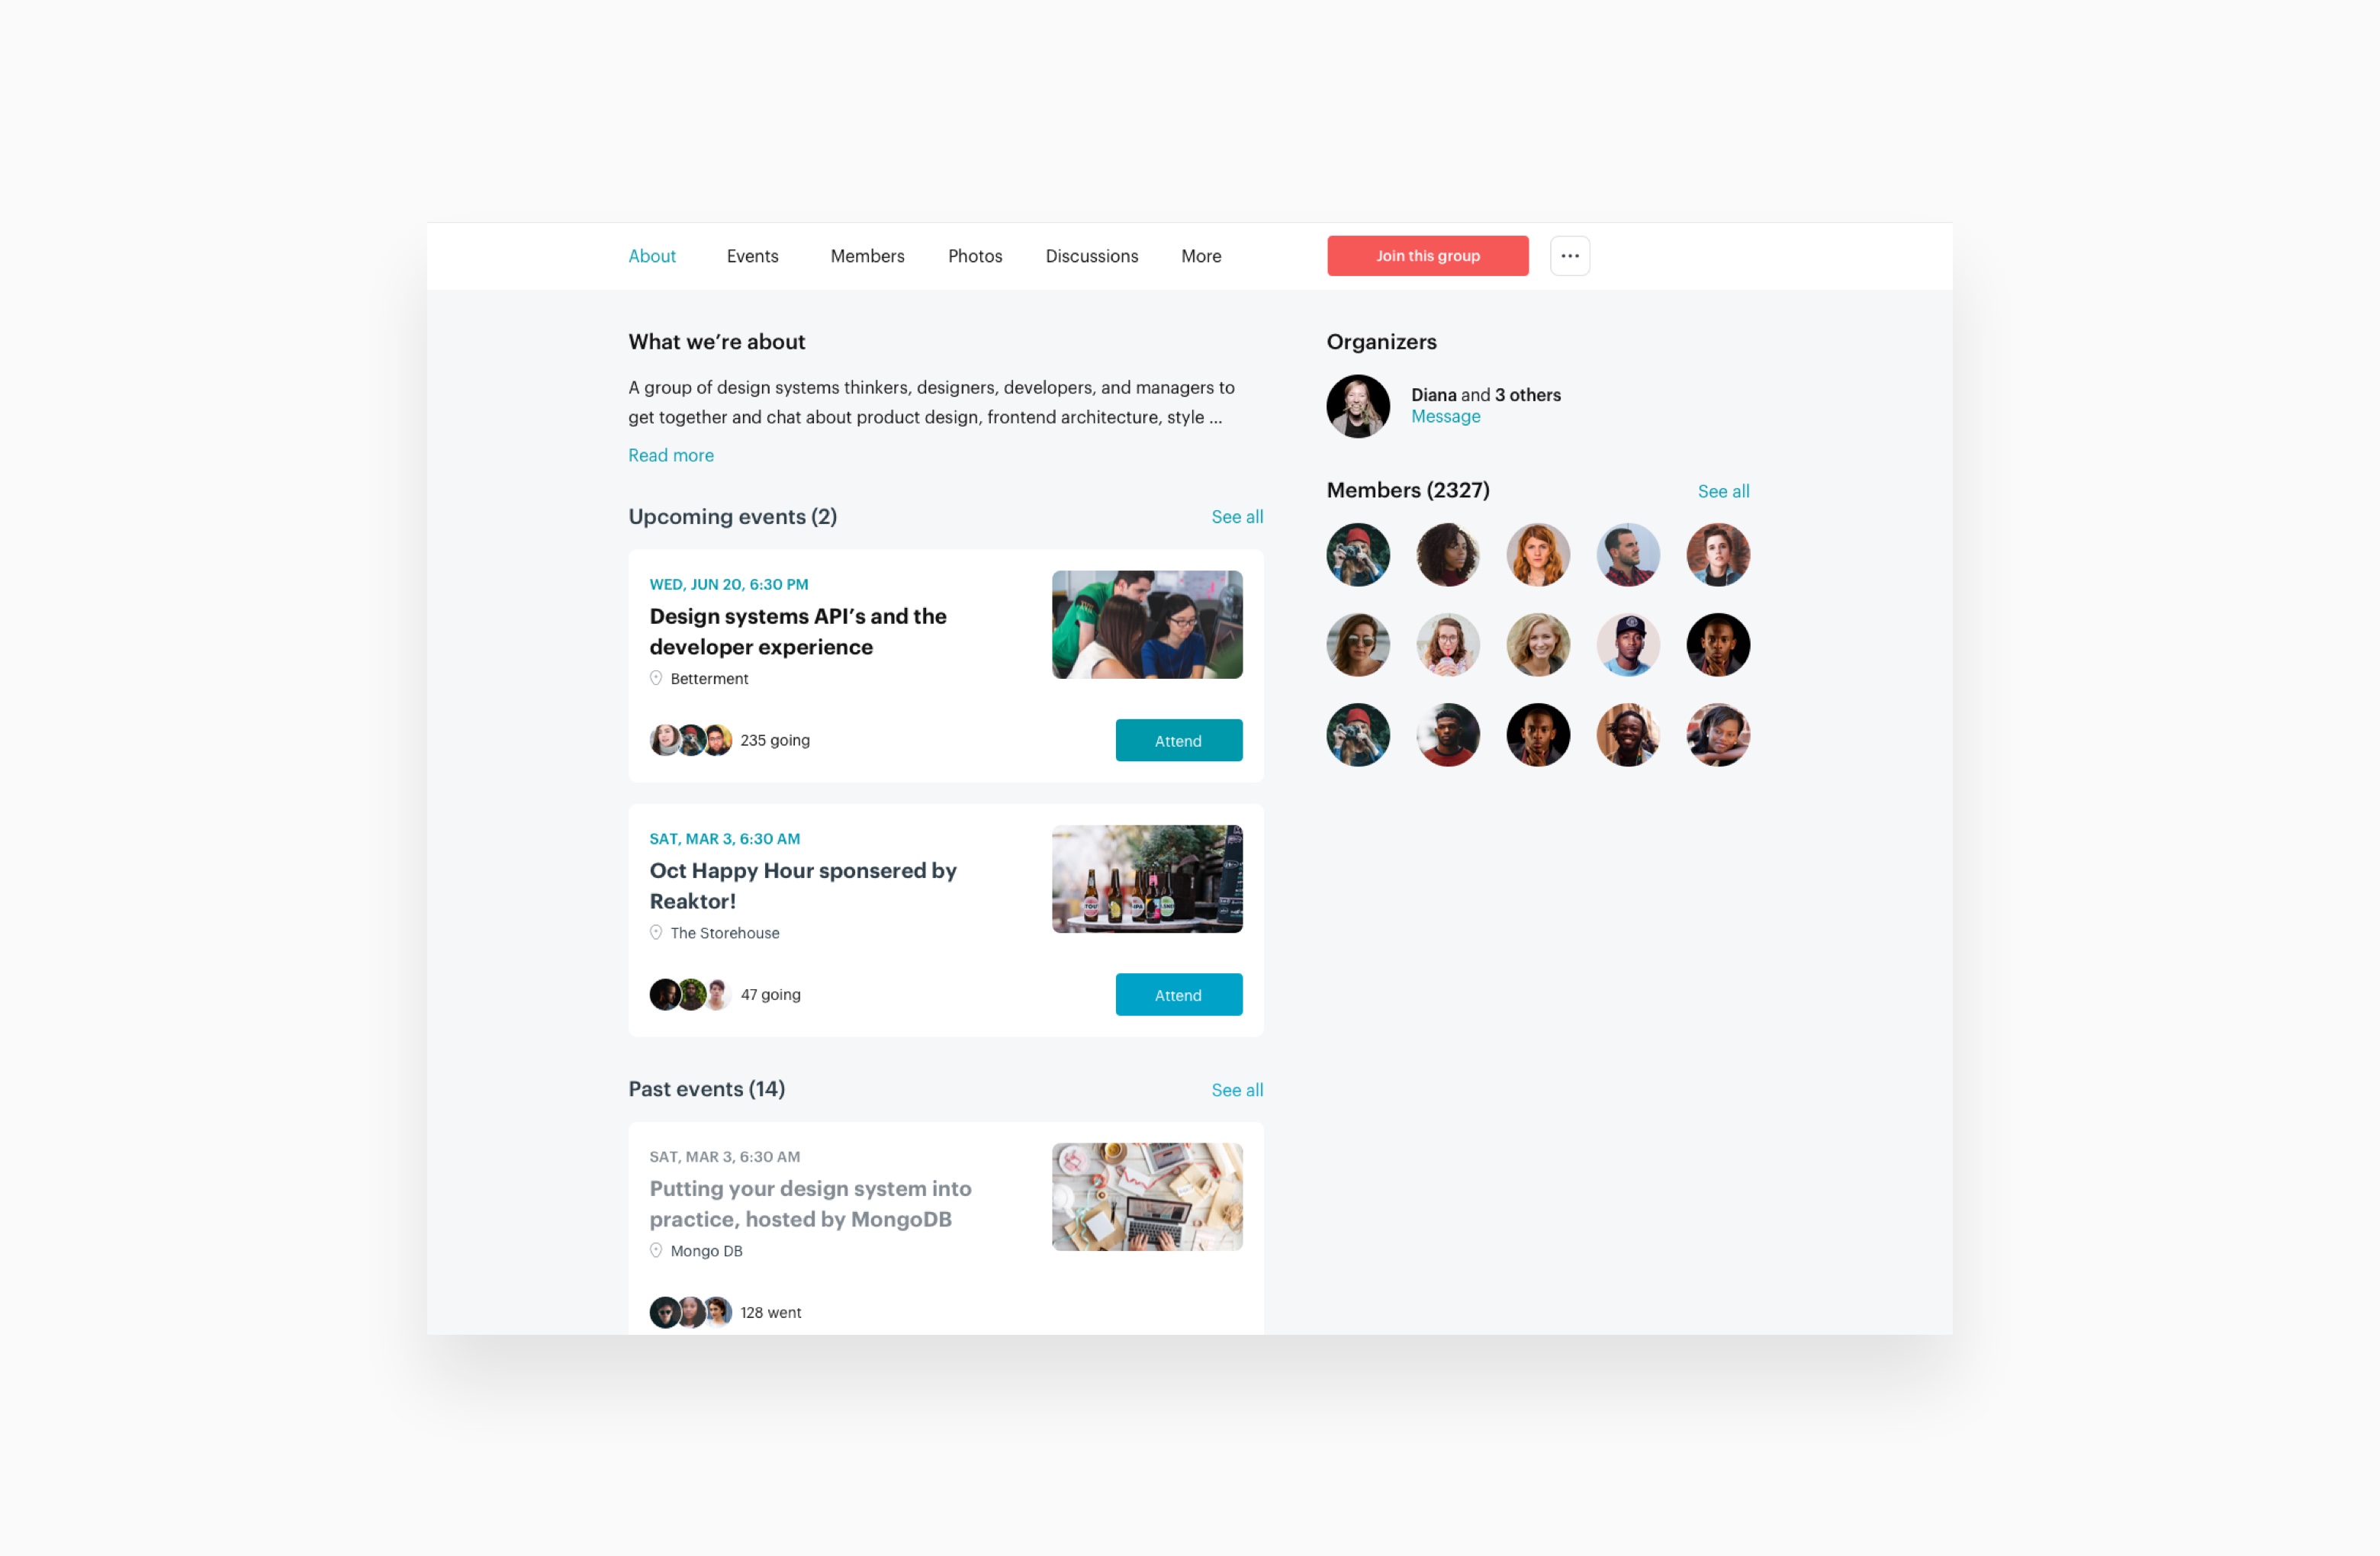 About Events Members Photos Discussions More Join this group
What we’re about
A group of design systems thinkers, designers, developers, and managers to
get together and chat about product design, frontend architecture, style ...
Read more
Upcoming events (2) See all
WED, JUN 20, 6:30 PM
Design systems API’s and the
developer experience
Betterment
235 going
Attend
SAT, MAR 3, 6:30 AM
Oct Happy Hour sponsered by
Reaktor!
The Storehouse
47 going
Attend
Past events (14) See all
SAT, MAR 3, 6:30 AM
Putting your design system into
practice, hosted by MongoDB
Mongo DB
128 went
Organizers
Diana and 3 others
Message
Members (2327) See all